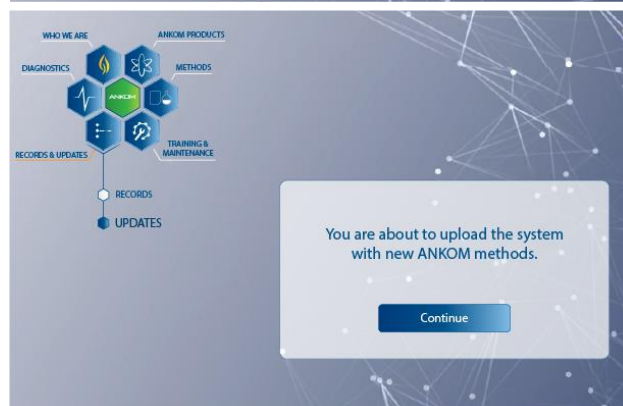 WHO WE ARE
ANKOM PRODUCTS
DIAGNOSTICS
METHODS
ANKOM
RECORDS & UPDATES
TRAINING &
MAINTENANCE
RECORDS
UPDATES
You are about to upload the system
with new ANKOM methods.
Continue